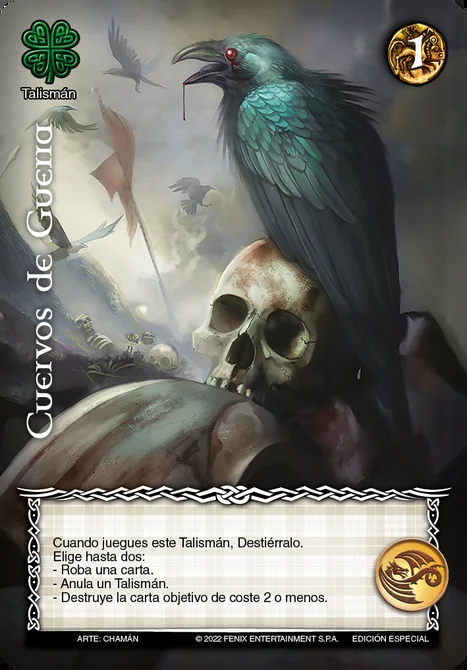 1
Talismán
Cuervos de Guerra
Cuando juegues este Talismán, Destiérralo.
Elige hasta dos:
- Roba una carta.
- Anula un Talismán.
- Destruye la carta objetivo de coste 2 o menos.
ARTE: CHAMÁN © 2022 FENIX ENTERTAINMENT S.P.A. EDICIÓN ESPECIAL